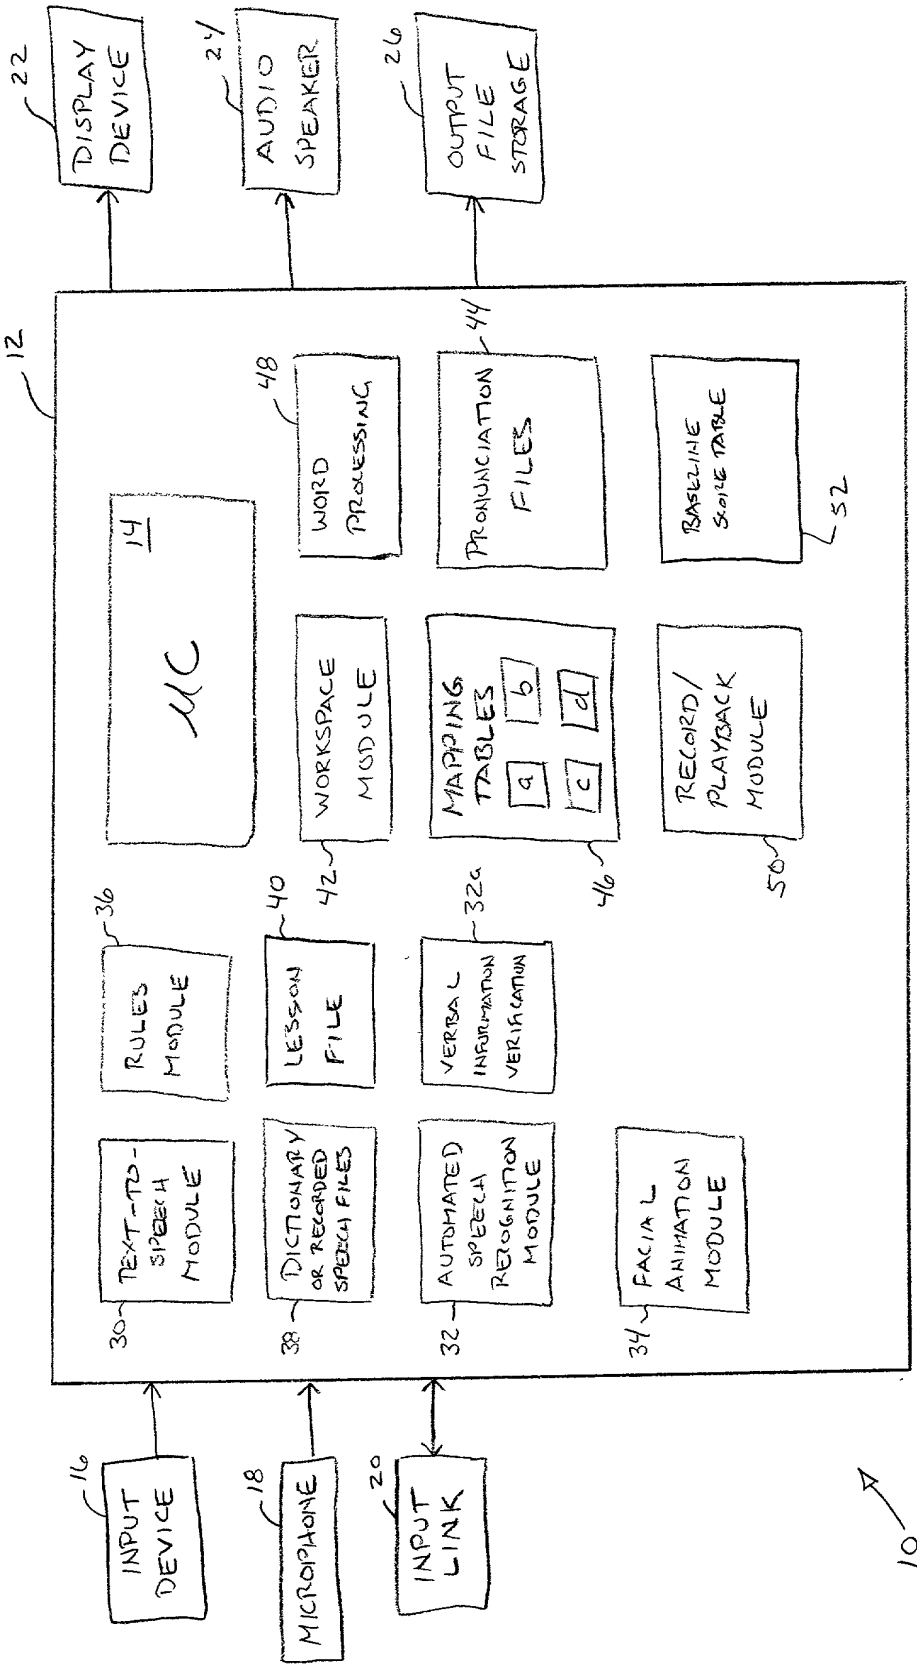 16
INPUT
DEVICE
18
MICROPHONE
20
INPUT
LINK
10
12
30
TEXT-TO-
SPEECH
MODULE
36
RULES
MODULE
14
μC
38
DICTIONARY
OR RECORDED
SPEECH FILES
40
LESSON
FILE
42
WORKSPACE
MODULE
48
WORD
PROCESSING
32
AUTOMATED
SPEECH
RECOGNITION
MODULE
32a
VERBAL
INFORMATION
VERIFICATION
46
MAPPING
TABLES
a
b
c
d
44
PRONUNCIATION
FILES
34
FACIAL
ANIMATION
MODULE
50
RECORD/
PLAYBACK
MODULE
52
BASELINE
SCORE TABLE
22
DISPLAY
DEVICE
24
AUDIO
SPEAKER
26
OUTPUT
FILE
STORAGE